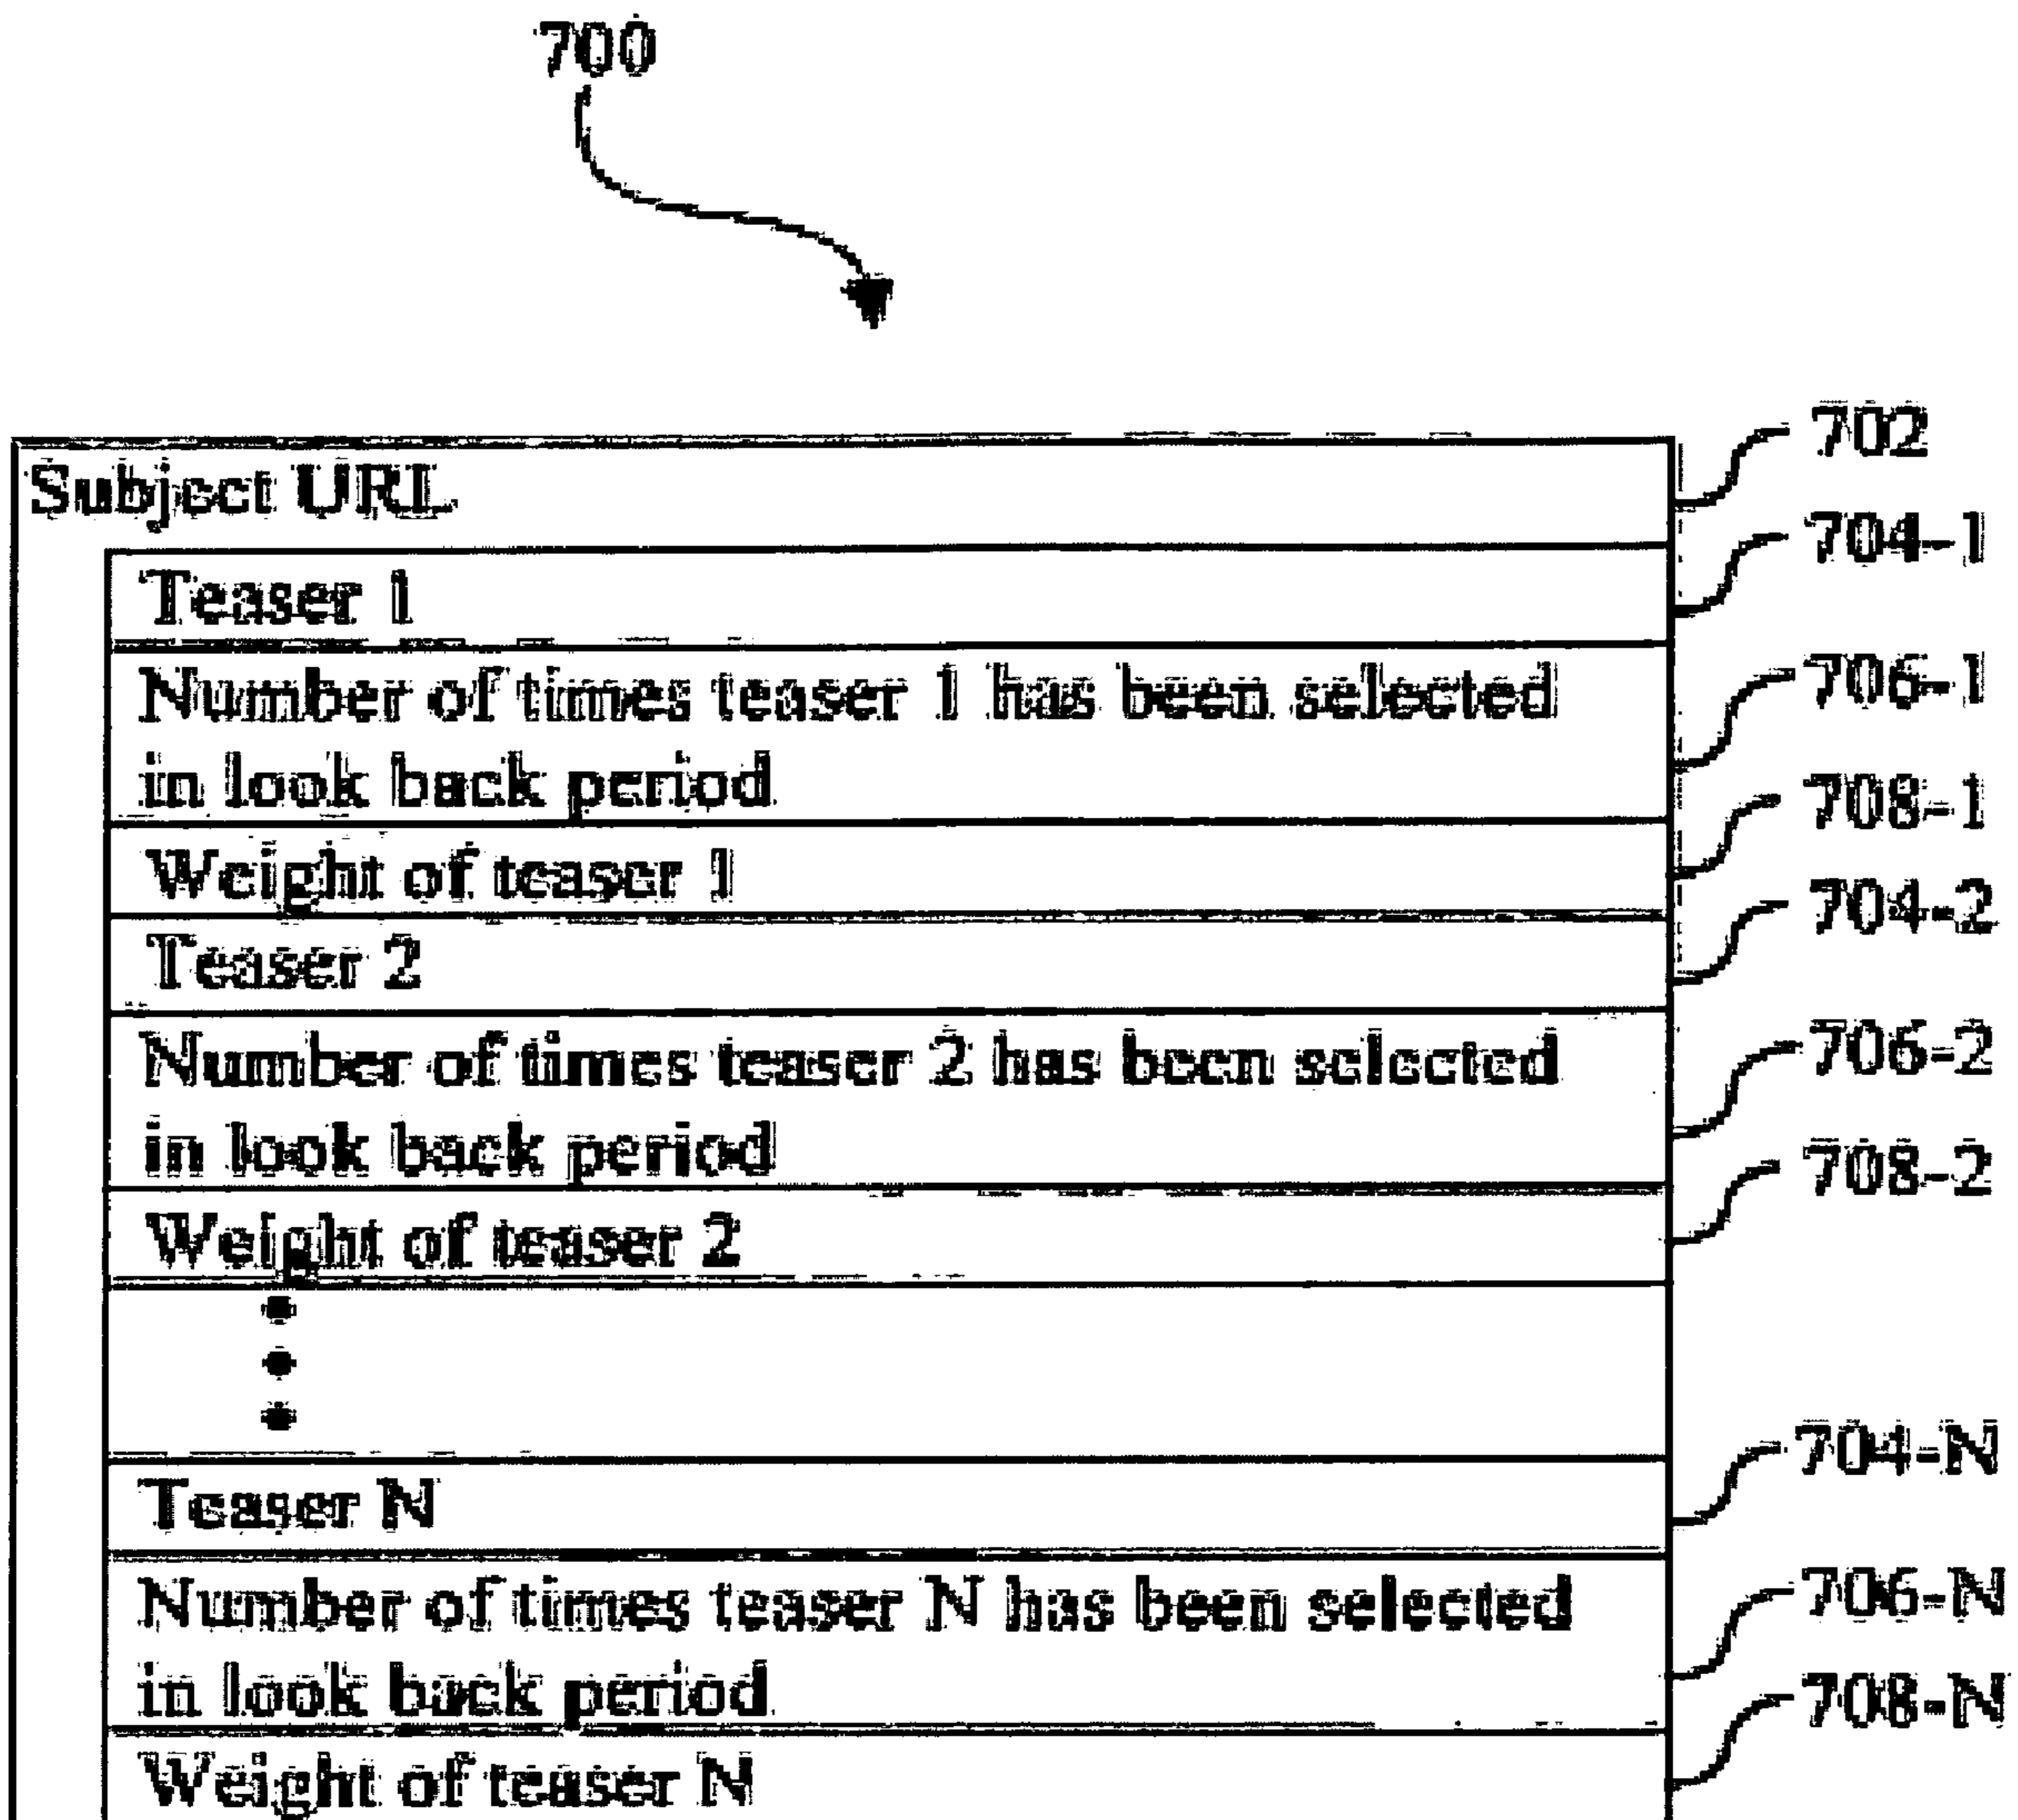 700
702
Subject URL
704-1
Teaser 1
706-1
Number of times teaser 1 has been selected
in look back period
708-1
Weight of teaser 1
704-2
Teaser 2
706-2
Number of times teaser 2 has been selected
in look back period
708-2
Weight of teaser 2
704-N
Teaser N
706-N
Number of times teaser N has been selected
in look back period
708-N
Weight of teaser N